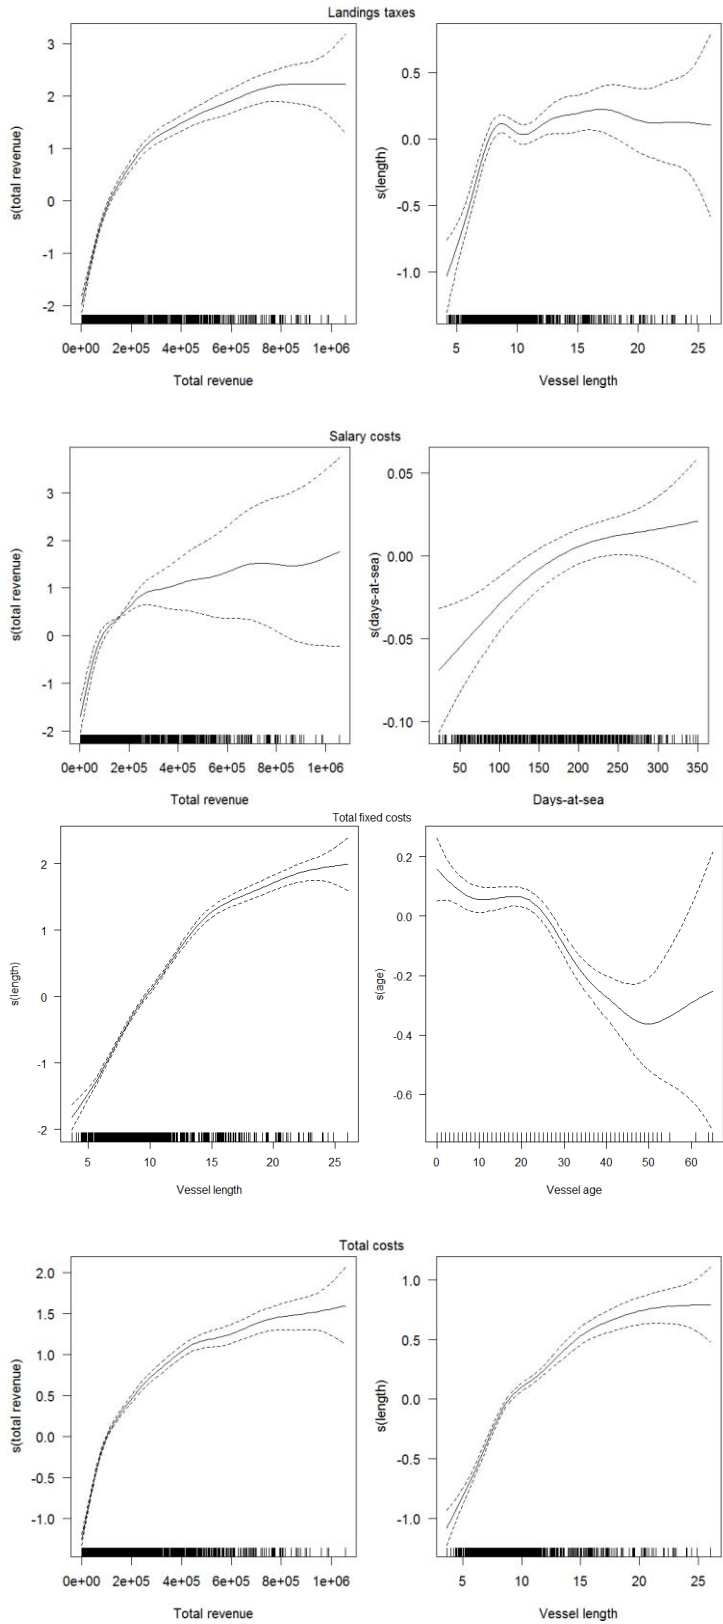 Landings taxes
s(total revenue)
3
2
1
0
-1
-2
0e+00 2e+05 4e+05 6e+05 8e+05 1e+06
Total revenue
s(length)
0.5
0.0
-0.5
-1.0
5 10 15 20 25
Vessel length
Salary costs
s(total revenue)
3
2
1
0
-1
-2
0e+00 2e+05 4e+05 6e+05 8e+05 1e+06
Total revenue
s(days-at-sea)
0.05
0.00
-0.05
-0.10
50 100 150 200 250 300 350
Days-at-sea
Total fixed costs
s(length)
2
1
0
-1
-2
5 10 15 20 25
Vessel length
s(age)
0.2
0.0
-0.2
-0.4
-0.6
0 10 20 30 40 50 60
Vessel age
Total costs
s(total revenue)
2.0
1.5
1.0
0.5
0.0
-0.5
-1.0
0e+00 2e+05 4e+05 6e+05 8e+05 1e+06
Total revenue
s(length)
1.0
0.5
0.0
-0.5
-1.0
5 10 15 20 25
Vessel length